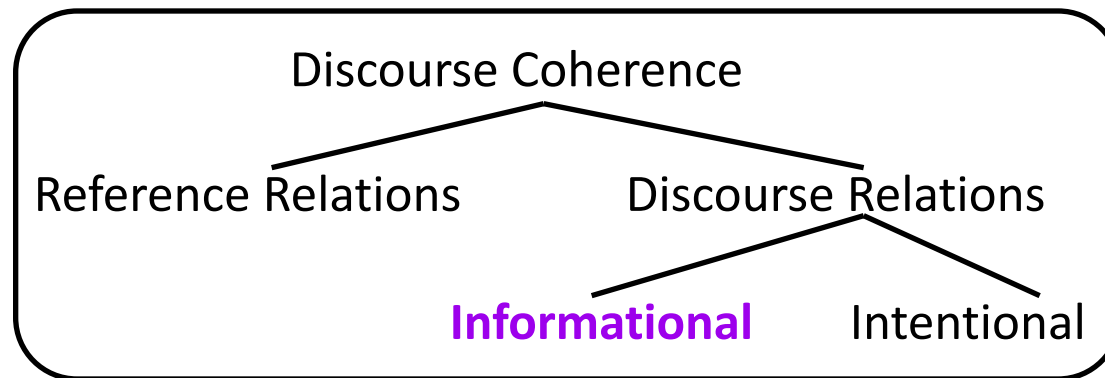 Discourse Coherence
Reference Relations Discourse Relations
Informational Intentional